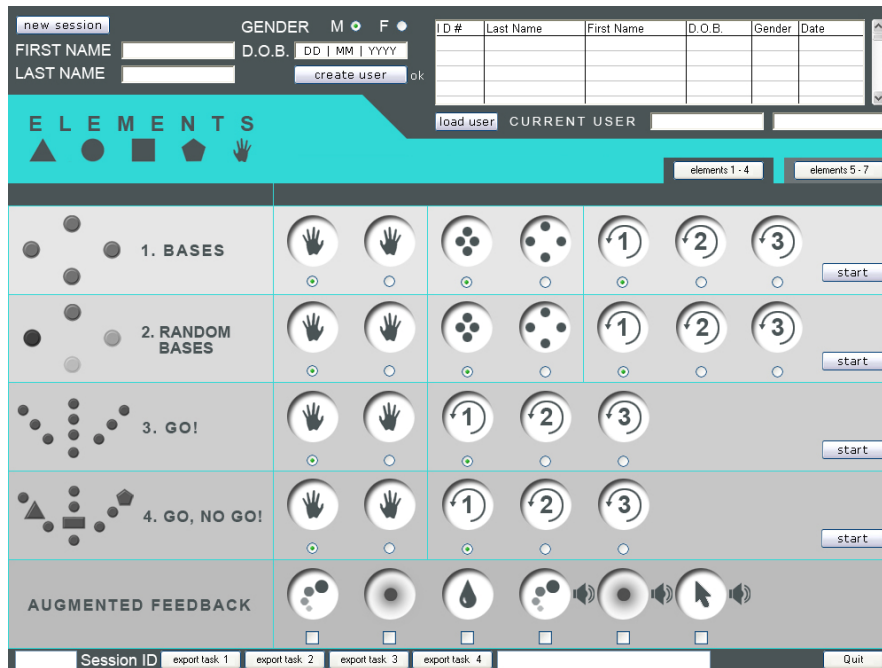 new session GENDER M F
FIRST NAME D.O.B. DD | MM | YYYY
LAST NAME create user ok
ID # Last Name First Name D.O.B. Gender Date
load user CURRENT USER
ELEMENTS
elements 1 - 4 elements 5 - 7
1. BASES 1 2 3 start
2. RANDOM
BASES 1 2 3 start
3. GO! 1 2 3 start
4. GO, NO GO! 1 2 3 start
AUGMENTED FEEDBACK
Session ID export task 1 export task 2 export task 3 export task 4 Quit